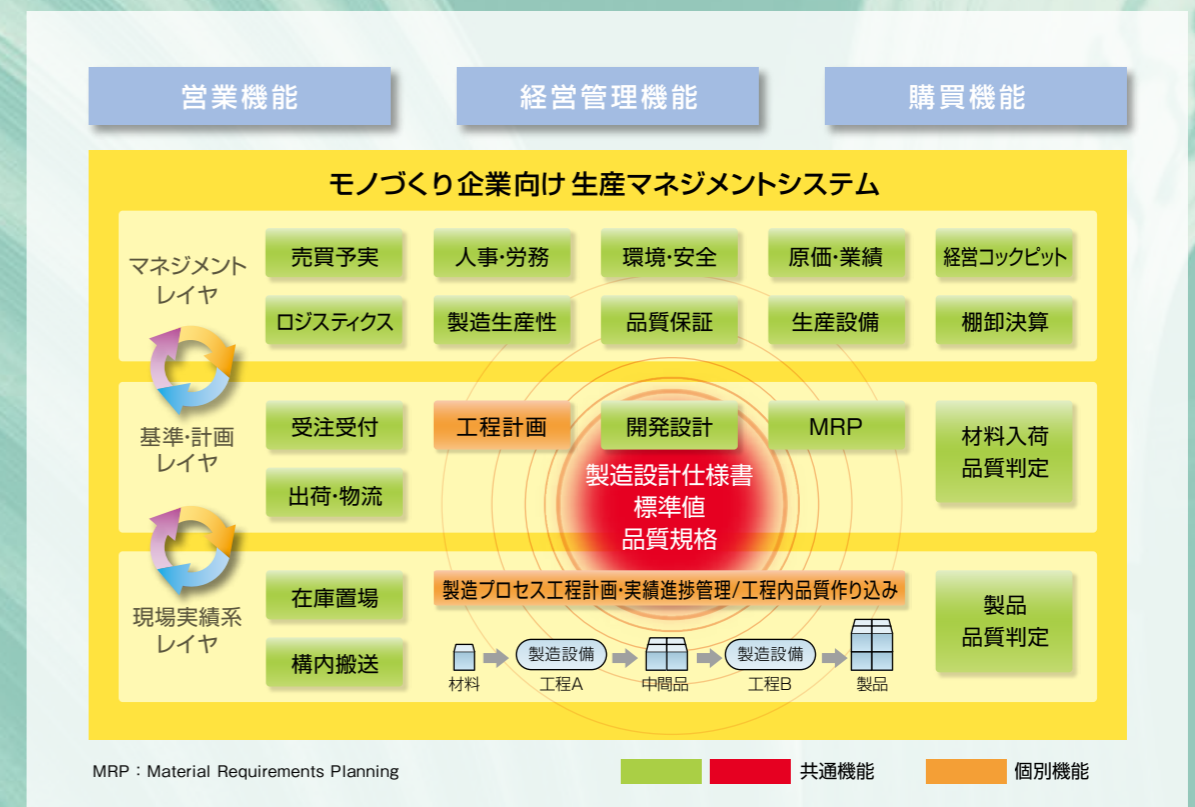 営業機能
経営管理機能
購買機能
モノづくり企業向け 生産マネジメントシステム
マネジメント
レイヤ
売買予実
人事・労務
環境・安全
原価・業績
経営コックピット
ロジスティクス
製造生産性
品質保証
生産設備
棚卸決算
基準・計画
レイヤ
受注受付
工程計画
開発設計
MRP
材料入荷
品質判定
出荷・物流
製造設計仕様書
標準値
品質規格
現場実績系
レイヤ
在庫置場
製造プロセス工程計画・実績進捗管理/工程内品質作り込み
製品
品質判定
構内搬送
製造設備
製造設備
材料
工程A
中間品
工程B
製品
MRP：Material Requirements Planning
共通機能
個別機能